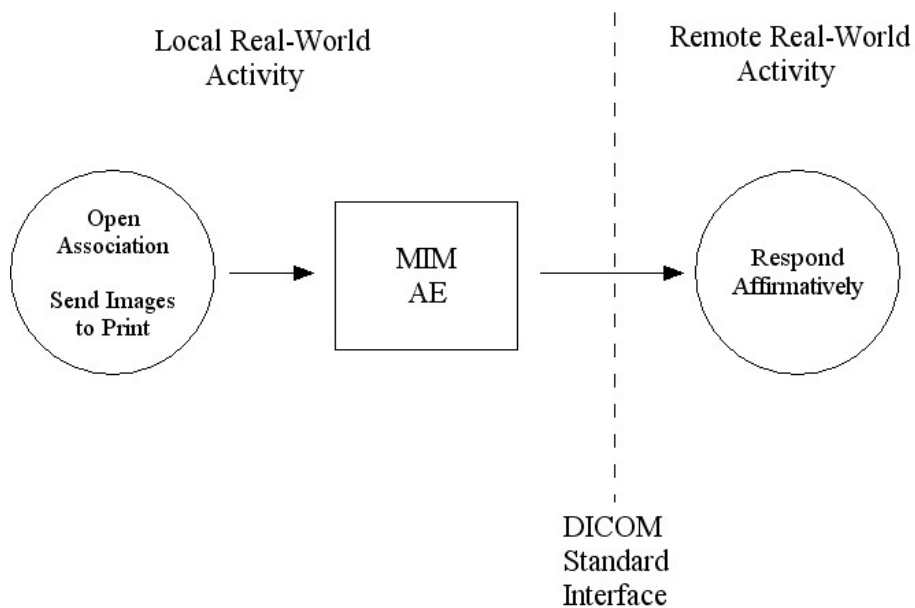 Local Real-World
Activity
Remote Real-World
Activity
Open
Association
Send Images
to Print
MIM
AE
Respond
Affirmatively
DICOM
Standard
Interface